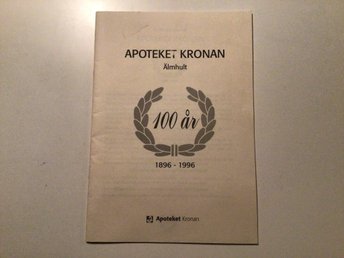 APOTEKET KRONAN
Älmhult
100 år
1896 - 1996
Apoteket Kronan